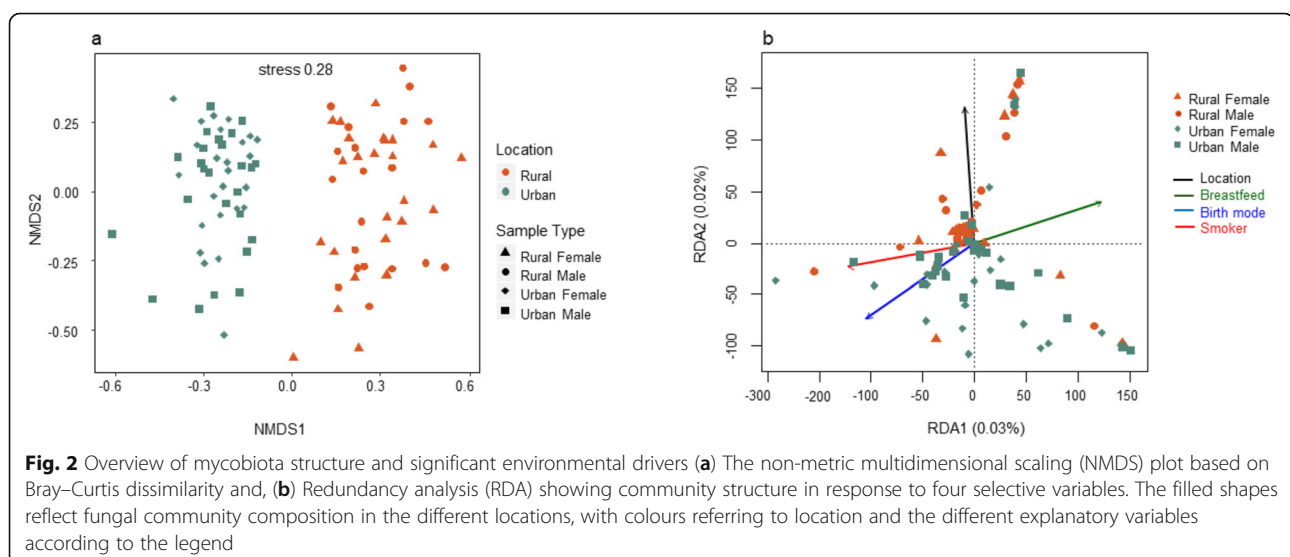 a
stress 0.28
0.25
0.00
-0.25
-0.50
NMDS2
-0.6
-0.3
0.0
0.3
0.6
NMDS1
Location
Rural
Urban
Sample Type
Rural Female
Rural Male
Urban Female
Urban Male
b
150
100
50
0
-50
-100
RDA2 (0.02%)
-300
-200
-100
0
50
100
150
RDA1 (0.03%)
Rural Female
Rural Male
Urban Female
Urban Male
Location
Breastfeed
Birth mode
Smoker
Fig. 2 Overview of mycobiota structure and significant environmental drivers (a) The non-metric multidimensional scaling (NMDS) plot based on
Bray–Curtis dissimilarity and, (b) Redundancy analysis (RDA) showing community structure in response to four selective variables. The filled shapes
reflect fungal community composition in the different locations, with colours referring to location and the different explanatory variables
according to the legend